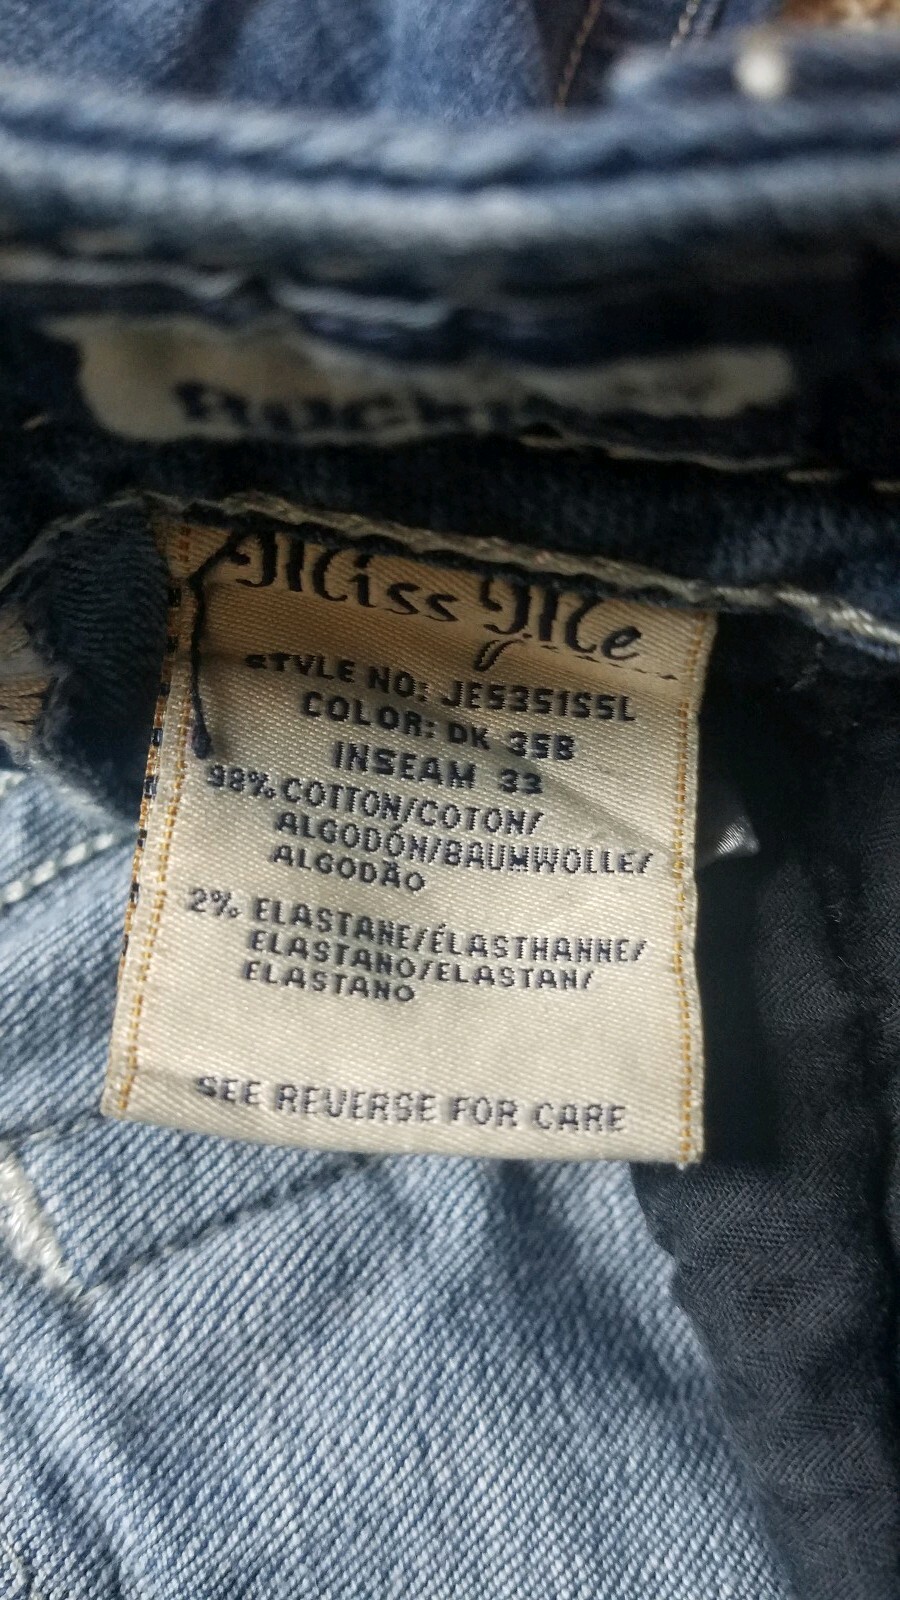 Miss Me
STYLE NO: JE5351S5L
COLOR: DK 35B
INSEAM 33
98% COTTON/COTON/
ALGODÓN/BAUMWOLLE/
ALGODÃO
2% ELASTANE/ÉLASTHANNE/
ELASTANO/ELASTAN/
ELASTANO
SEE REVERSE FOR CARE